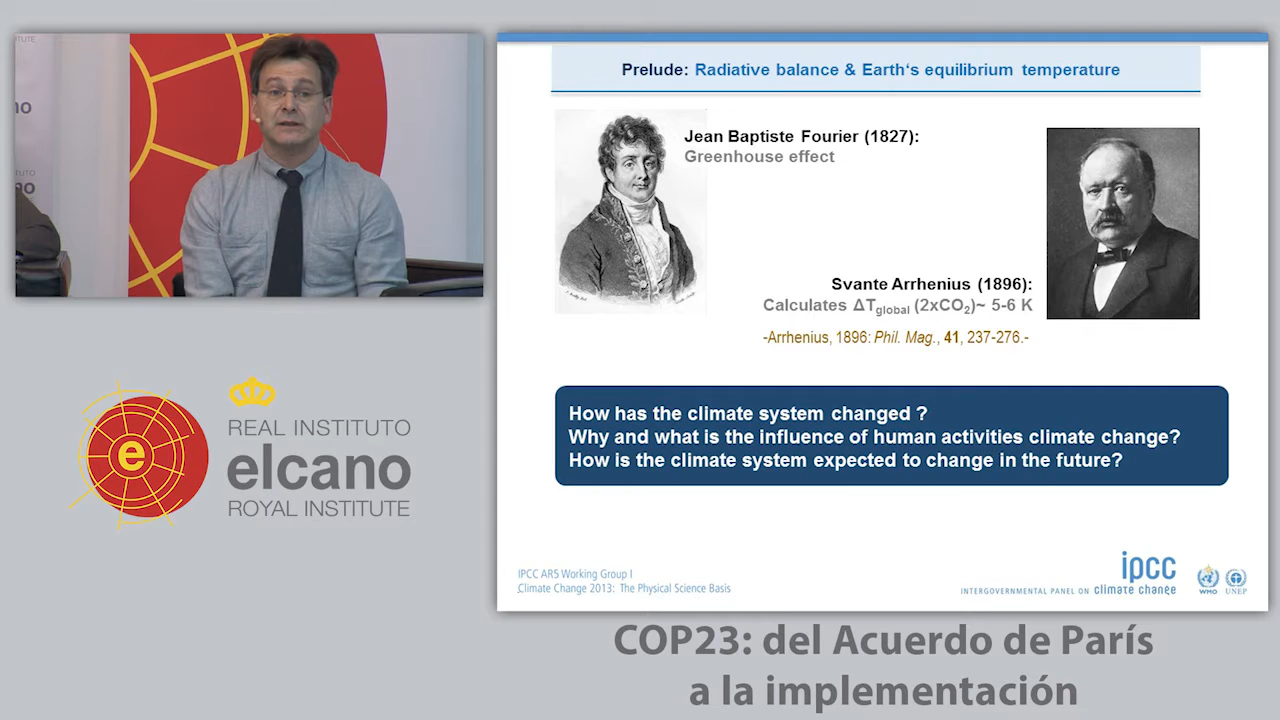 ano
no
Prelude: Radiative balance & Earth‘s equilibrium temperature
Jean Baptiste Fourier (1827):
Greenhouse effect
Svante Arrhenius (1896):
Calculates ΔTglobal (2xCO2)~ 5-6 K
-Arrhenius, 1896: Phil. Mag., 41, 237-276.-
How has the climate system changed ?
Why and what is the influence of human activities climate change?
How is the climate system expected to change in the future?
IPCC AR5 Working Group I
Climate Change 2013: The Physical Science Basis
ipcc
INTERGOVERNMENTAL PANEL ON climate change
WMO
UNEP
e
REAL INSTITUTO
elcano
ROYAL INSTITUTE
COP23: del Acuerdo de París
a la implementación